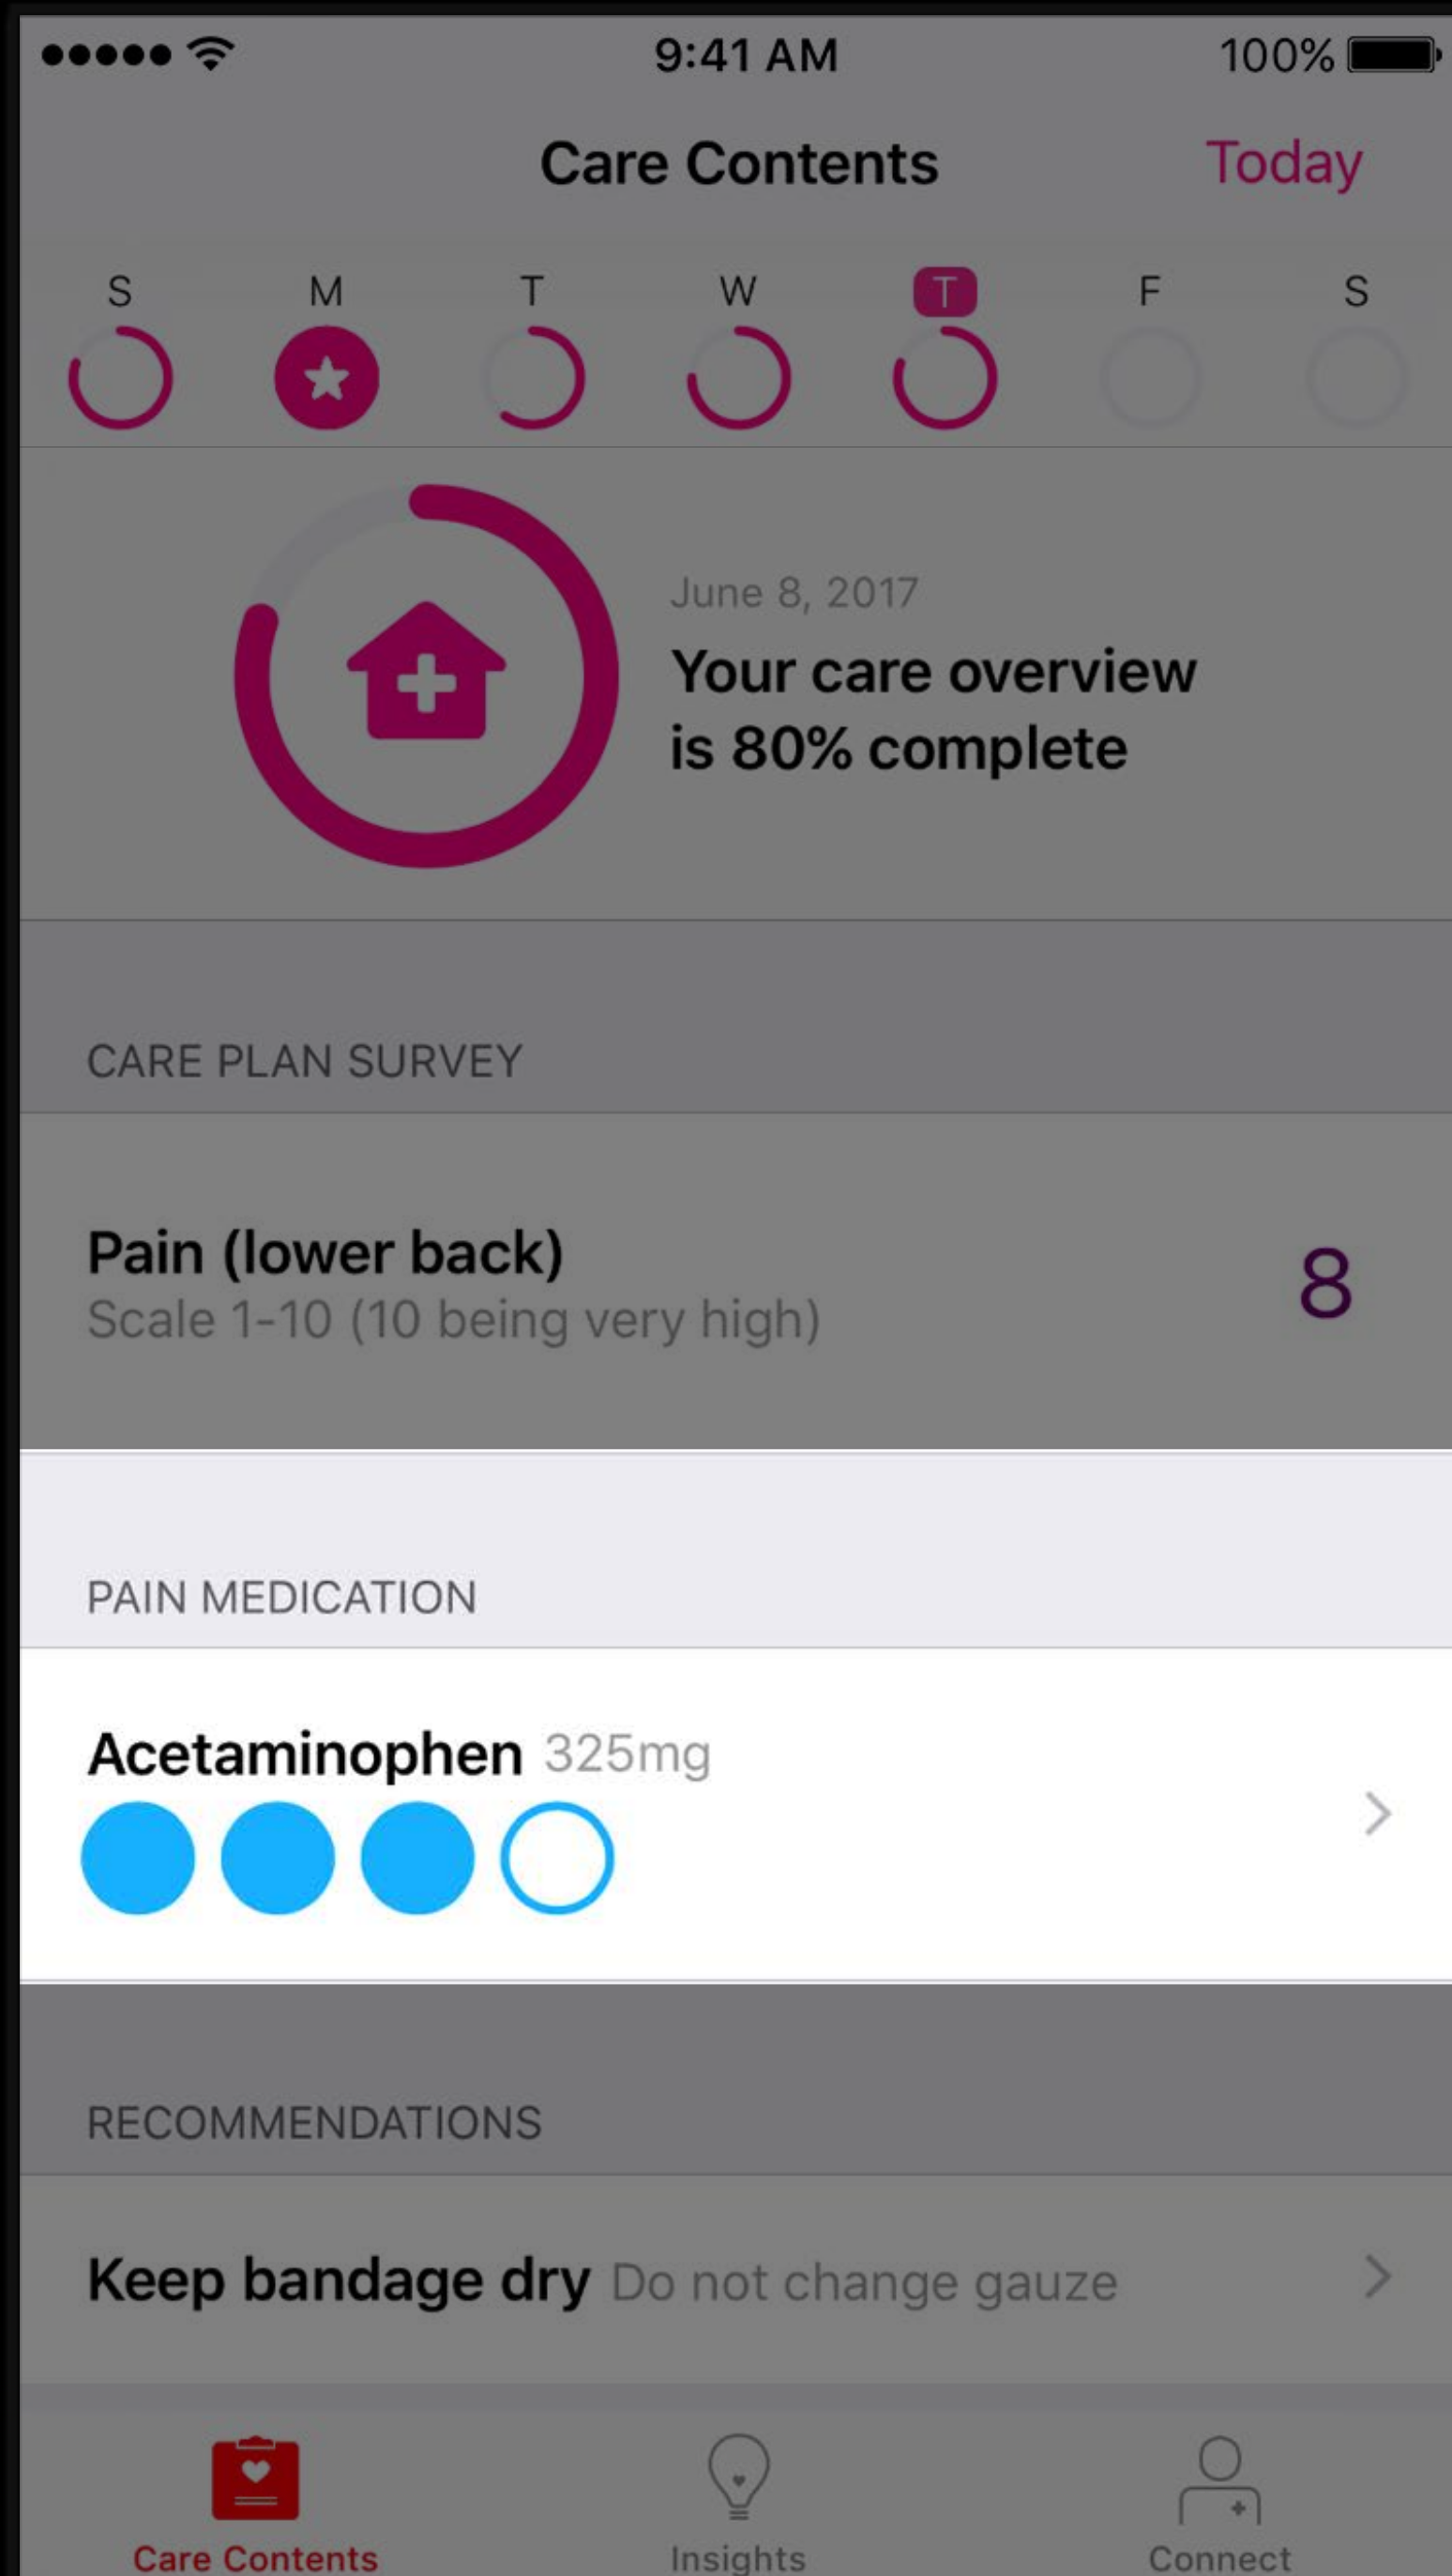 9:41 AM 100%
Care Contents Today
S M T W T F S
June 8, 2017
Your care overview
is 80% complete
CARE PLAN SURVEY
Pain (lower back)
Scale 1-10 (10 being very high)
8
PAIN MEDICATION
Acetaminophen 325mg
RECOMMENDATIONS
Keep bandage dry Do not change gauze
Care Contents Insights Connect